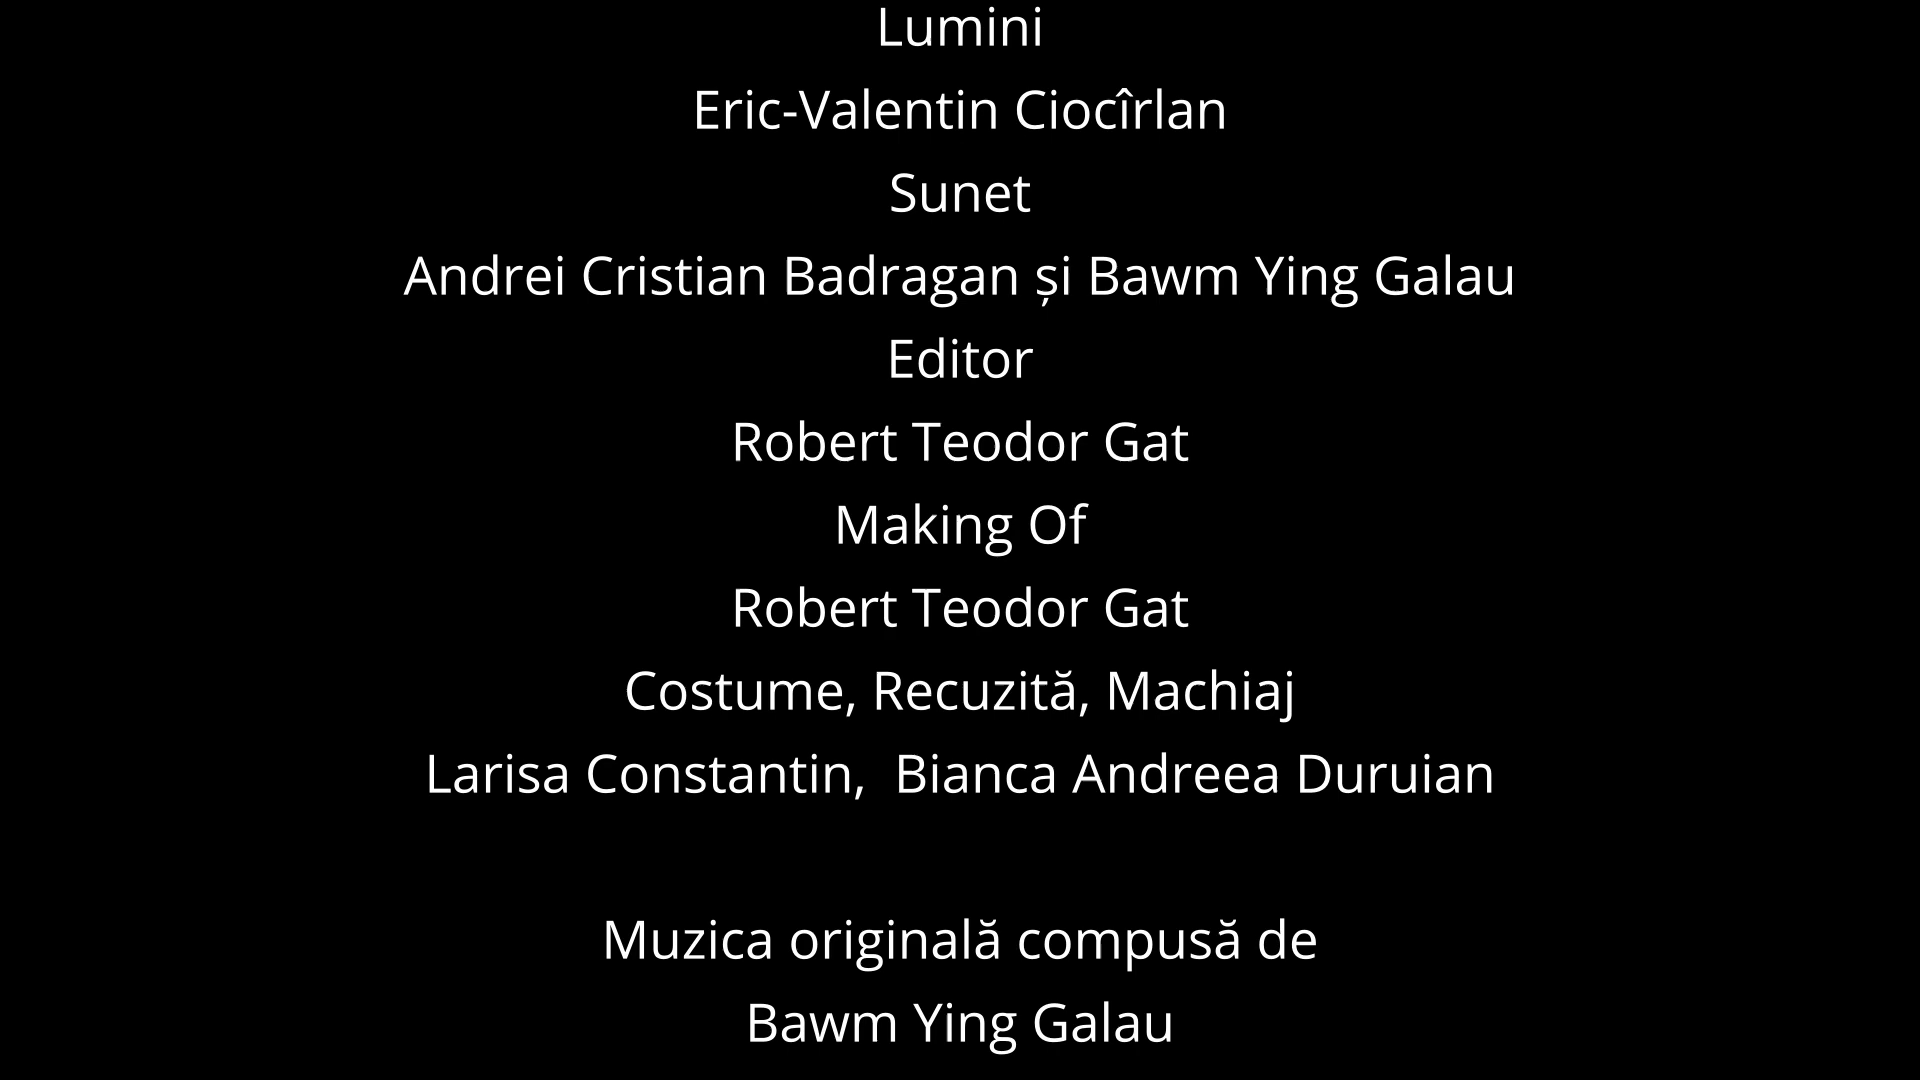 Lumini
Eric-Valentin Ciocîrlan
Sunet
Andrei Cristian Badragan și Bawm Ying Galau
Editor
Robert Teodor Gat
Making Of
Robert Teodor Gat
Costume, Recuzită, Machiaj
Larisa Constantin,  Bianca Andreea Duruian
Muzica originală compusă de
Bawm Ying Galau